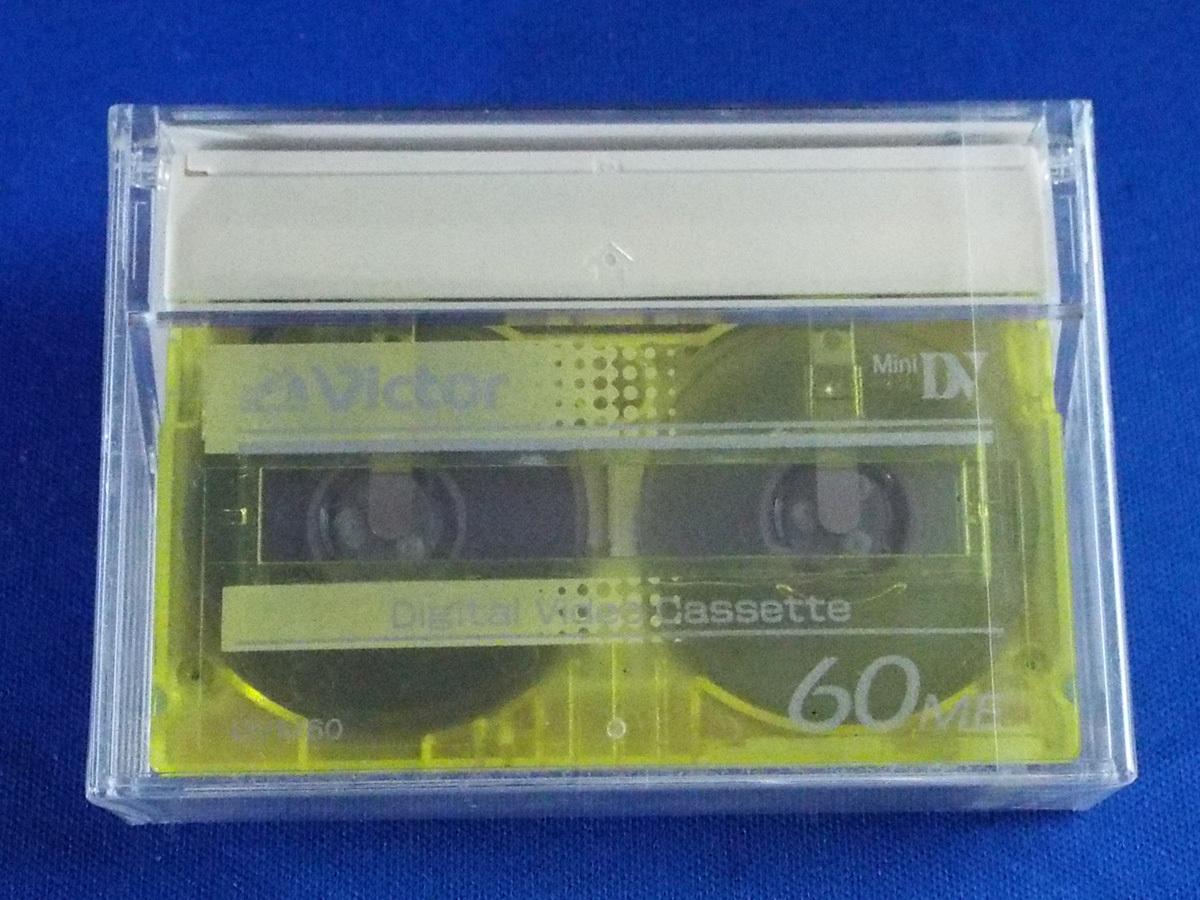 Victor
Mini DV
Digital Video Cassette
60ME